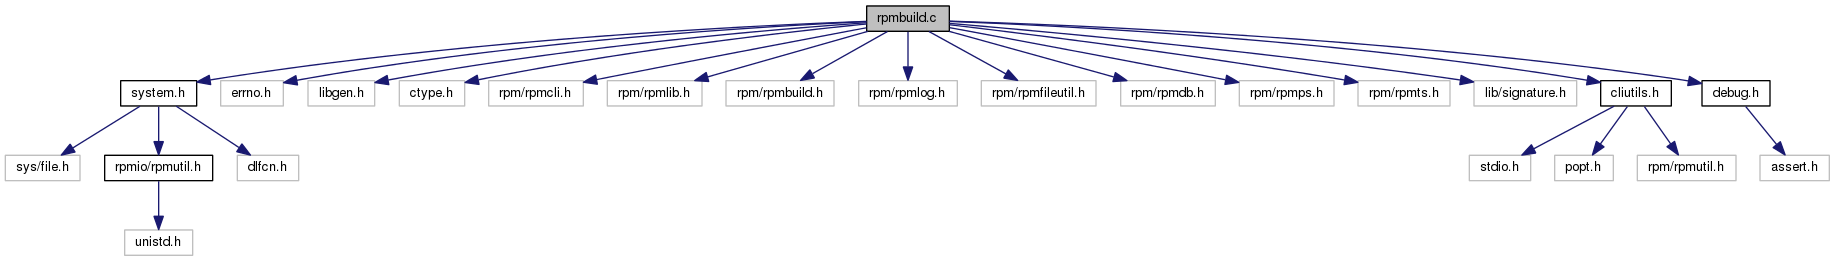 rpmbuild.c
system.h
errno.h
libgen.h
ctype.h
rpm/rpmcli.h
rpm/rpmlib.h
rpm/rpmbuild.h
rpm/rpmlog.h
rpm/rpmfileutil.h
rpm/rpmdb.h
rpm/rpmps.h
rpm/rpmts.h
lib/signature.h
cliutils.h
debug.h
sys/file.h
rpmio/rpmutil.h
dlfcn.h
stdio.h
popt.h
rpm/rpmutil.h
assert.h
unistd.h